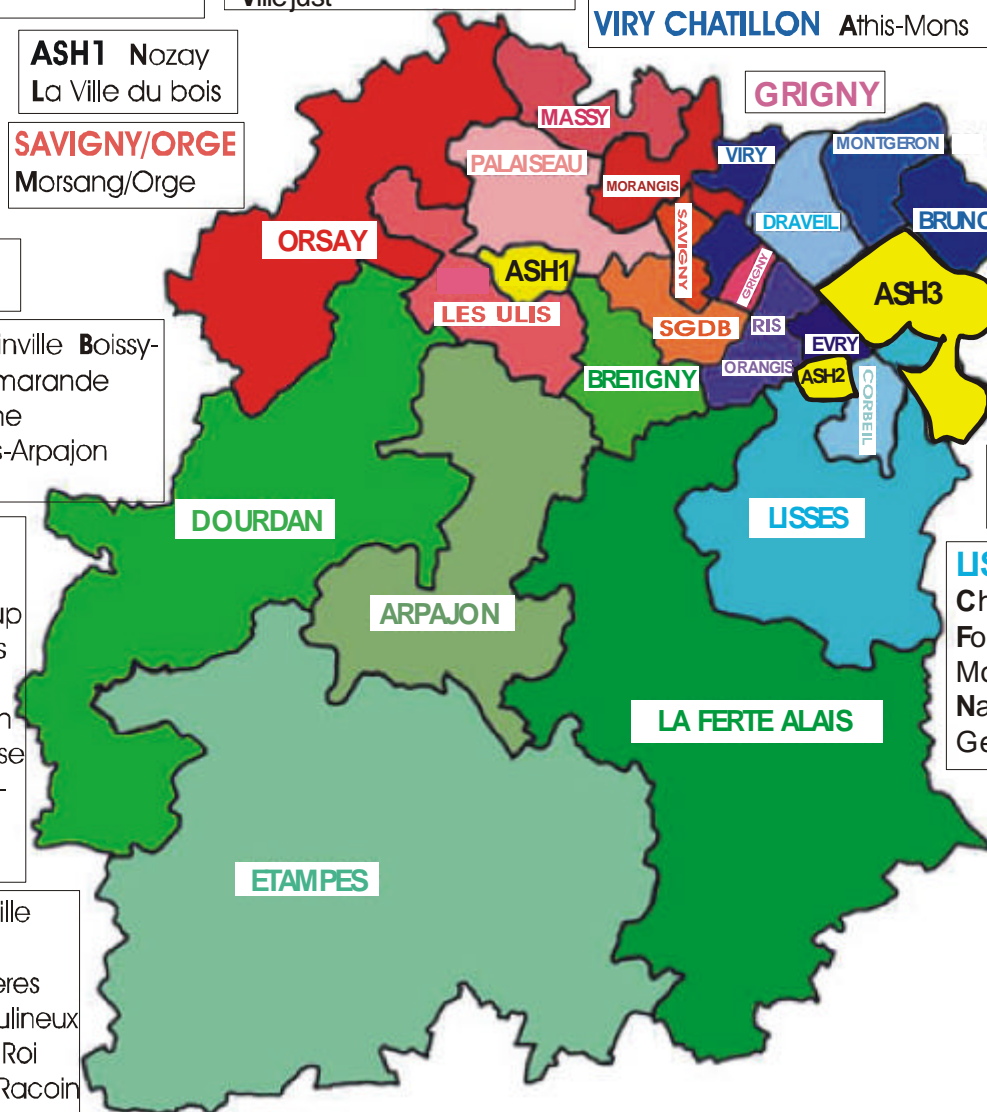 Villejust
VIRY CHATILLON Athis-Mons
ASH1 Nozay
La Ville du bois
GRIGNY
SAVIGNY/ORGE
Morsang/Orge
MASSY
VIRY
MONTGERON
PALAISEAU
MORANGIS
SAVIGNY
DRAVEIL
BRUNO
ORSAY
ASH1
GRIGNY
ASH3
LES ULIS
SGDB
RIS
ORANGIS
EVRY
ASH2
CORBEIL
BRETIGNY
inville Boissy-
marande
ne
s-Arpajon
DOURDAN
LISSES
ARPAJON
up
s
n
se
-
LIS
Ch
Fo
Mo
Na
Ge
LA FERTE ALAIS
ETAMPES
ille
eres
ulineux
Roi
Racoin